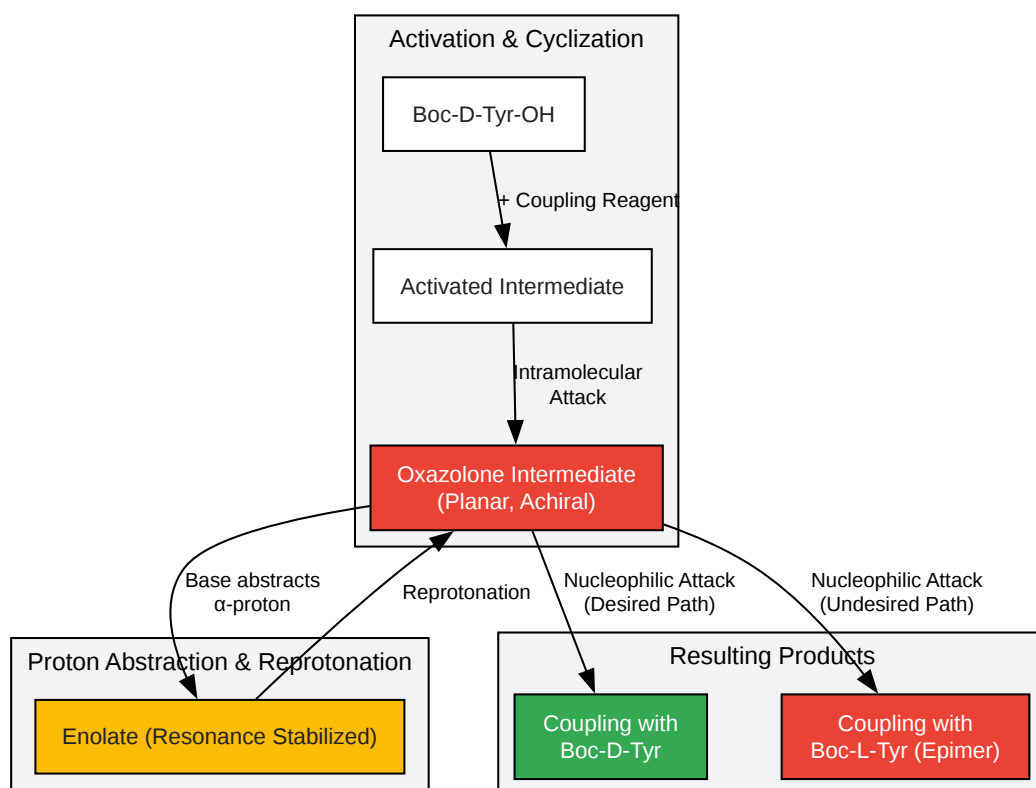 Activation & Cyclization
Boc-D-Tyr-OH
+ Coupling Reagent
Activated Intermediate
Intramolecular
Attack
Oxazolone Intermediate
(Planar, Achiral)
Base abstracts
α-proton
Reprotonation
Nucleophilic Attack
(Desired Path)
Nucleophilic Attack
(Undesired Path)
Proton Abstraction & Reprotonation
Enolate (Resonance Stabilized)
Resulting Products
Coupling with
Boc-D-Tyr
Coupling with
Boc-L-Tyr (Epimer)